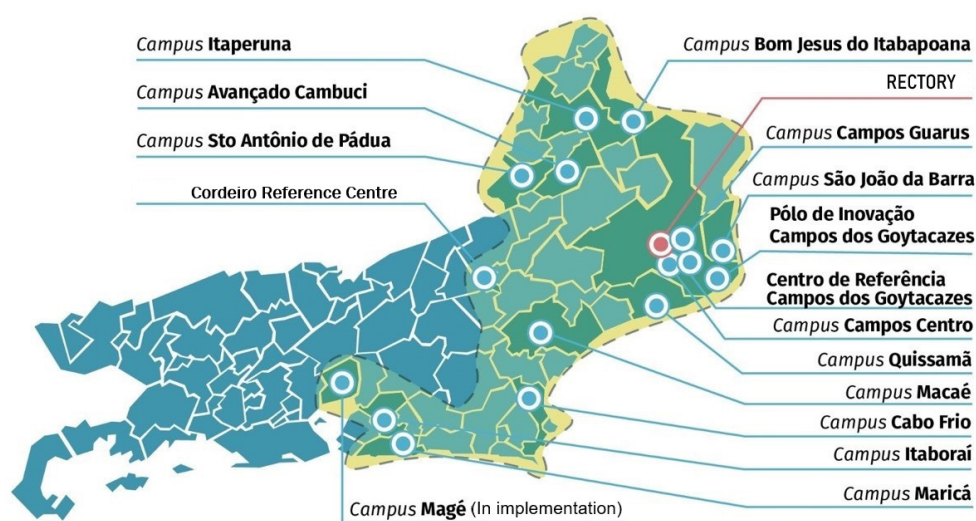 Campus Itaperuna
Campus Avançado Cambuci
Campus Sto Antônio de Pádua
Cordeiro Reference Centre
Campus Bom Jesus do Itabapoana
RECTORY
Campus Campos Guarus
Campus São João da Barra
Pólo de Inovação
Campos dos Goytacazes
Centro de Referência
Campos dos Goytacazes
Campus Campos Centro
Campus Quissamã
Campus Macaé
Campus Cabo Frio
Campus Itaboraí
Campus Maricá
Campus Magé (In implementation)